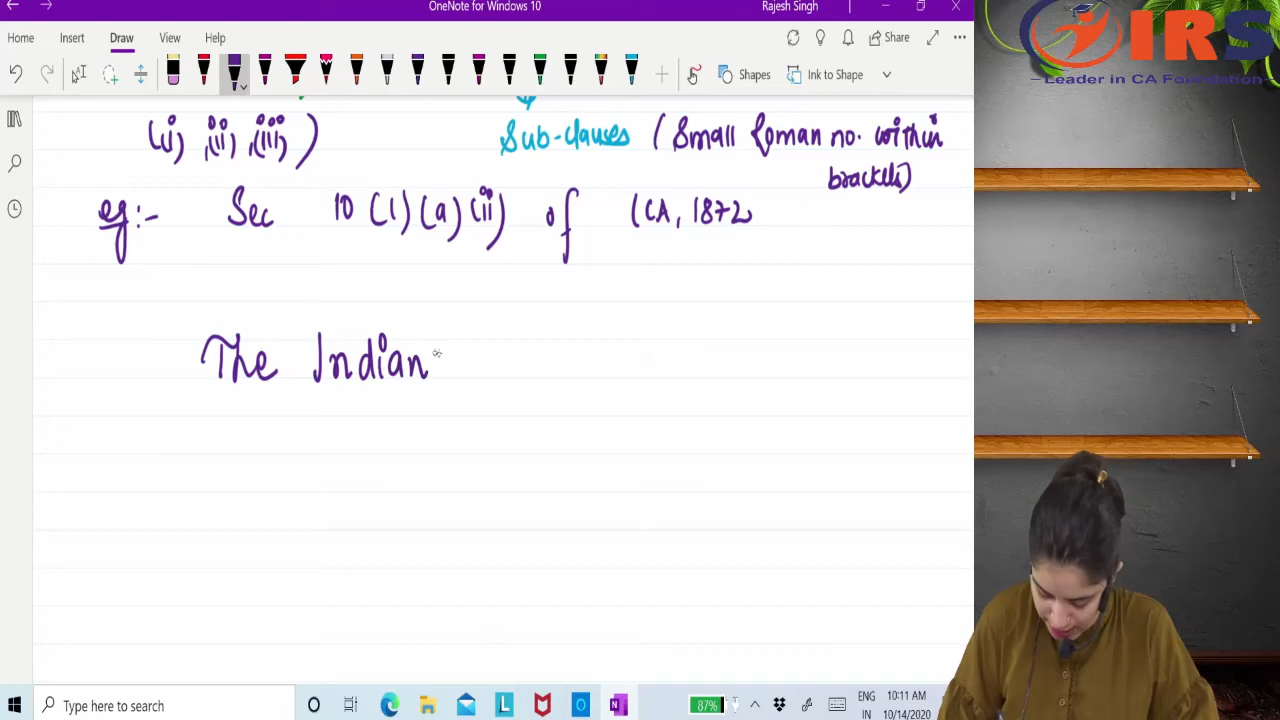 OneNote for Windows 10
Rajesh Singh
Home Insert Draw View Help
Share
Shapes
Ink to Shape
(i) ,(ii) ,(iii) )
Sub-clauses (Small Roman no. within
brackets)
eg:- Sec 10 (1) (a) (ii) of (CA, 1872
The Indian
IRS
Leader in CA Foundation
Type here to search
87%
ENG
IN
10:11 AM
10/14/2020